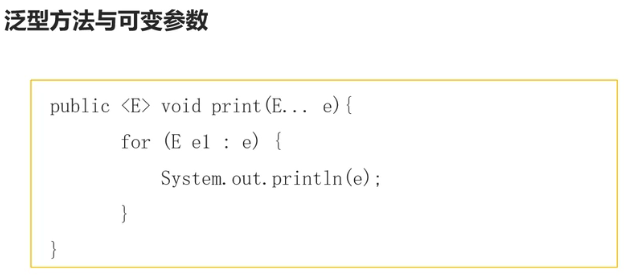 泛型方法与可变参数
public <E> void print(E... e){
for (E e1 : e) {
System.out.println(e);
}
}